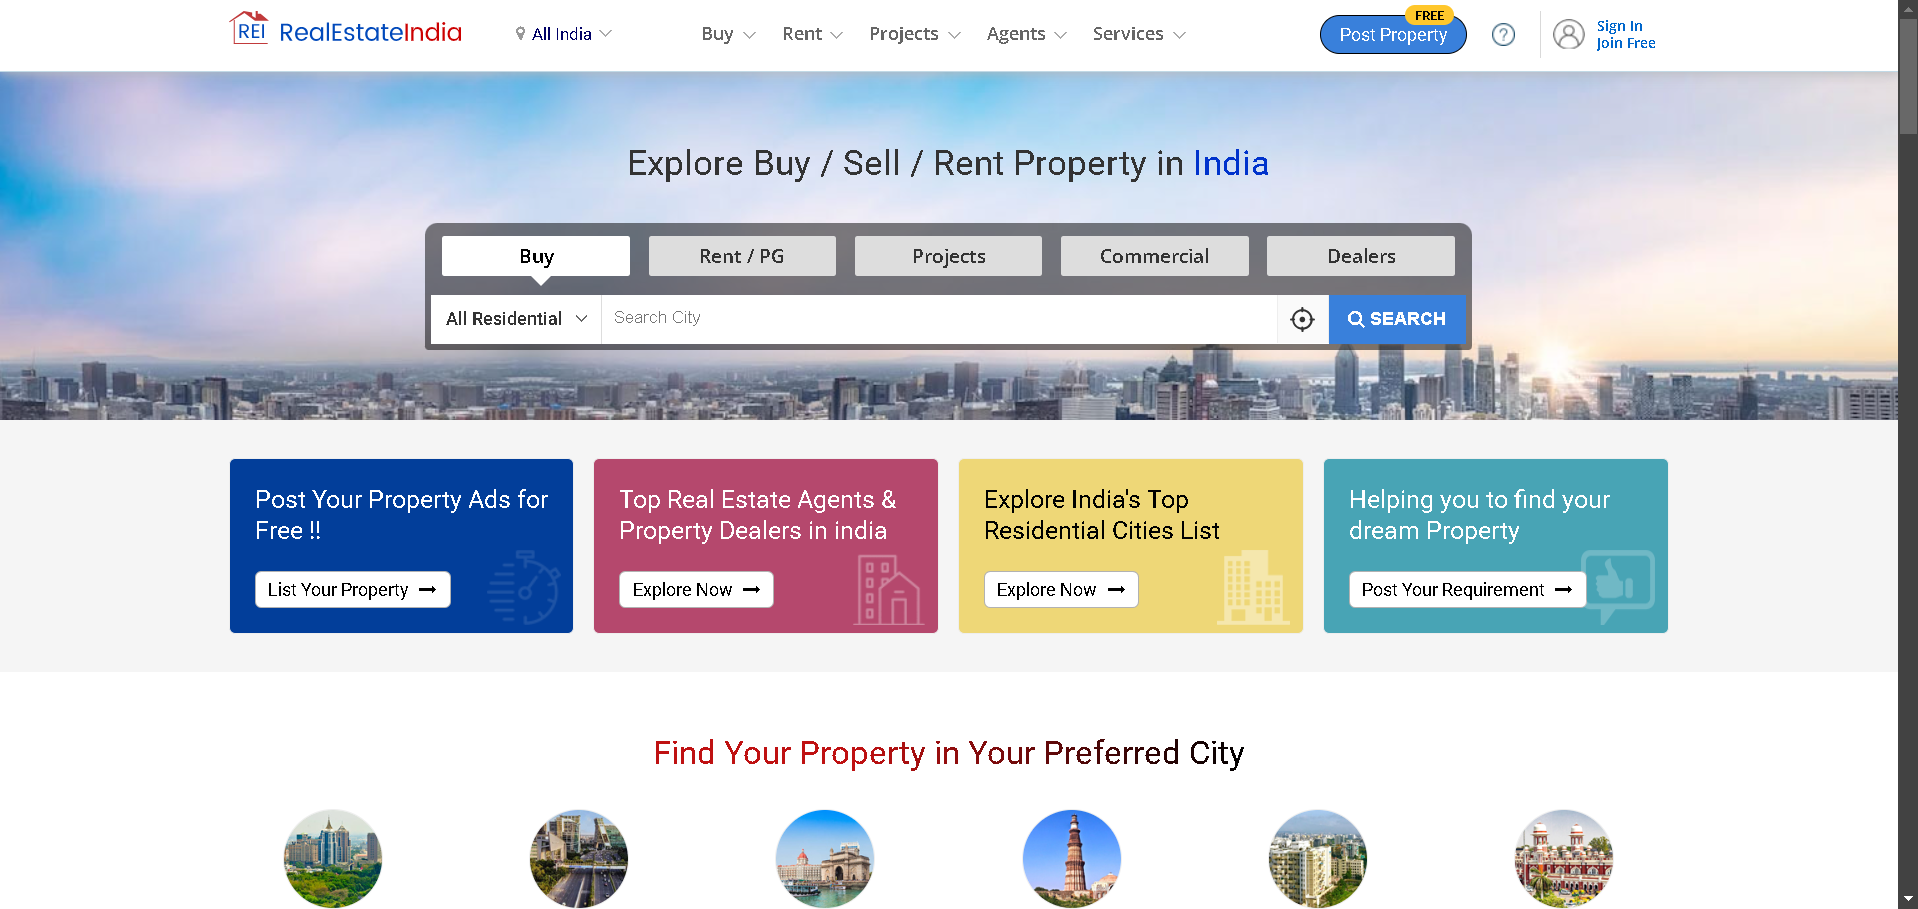 REI RealEstateIndia
All India
Buy
Rent
Projects
Agents
Services
FREE
Post Property
?
Sign In
Join Free
Explore Buy / Sell / Rent Property in India
Buy
Rent / PG
Projects
Commercial
Dealers
All Residential
Search City
SEARCH
Post Your Property Ads for
Free !!
List Your Property
Top Real Estate Agents &
Property Dealers in india
Explore Now
Explore India's Top
Residential Cities List
Explore Now
Helping you to find your
dream Property
Post Your Requirement
Find Your Property in Your Preferred City